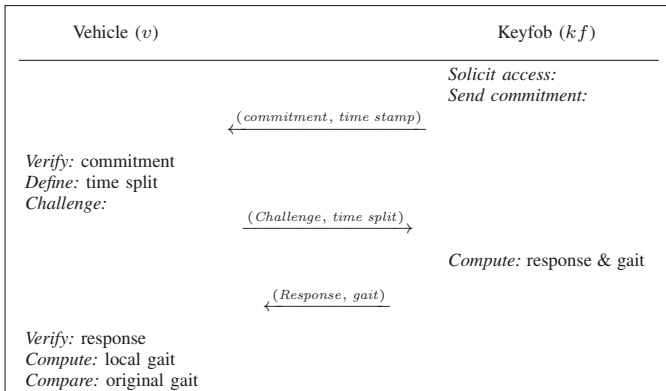 Vehicle (v)
Keyfob (kf)
Solicit access:
Send commitment:
(commitment, time stamp)
Verify: commitment
Define: time split
Challenge:
(Challenge, time split)
Compute: response & gait
(Response, gait)
Verify: response
Compute: local gait
Compare: original gait